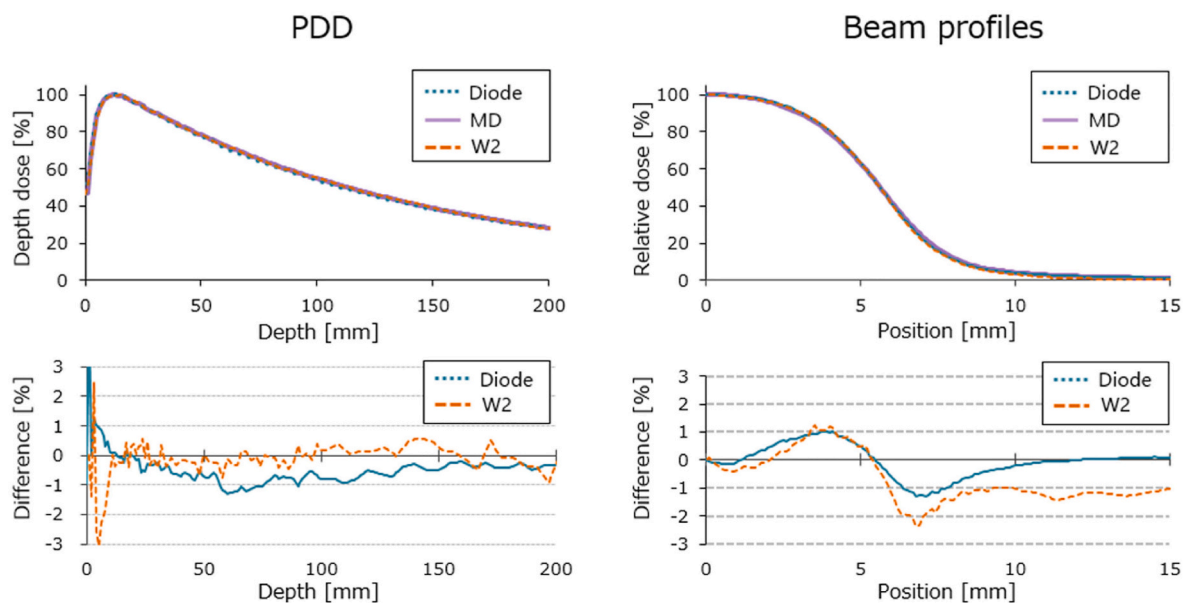 PDD
Depth dose [%]
100
80
60
40
20
0
Diode
MD
W2
0 50 100 150 200
Depth [mm]
Beam profiles
Relative dose [%]
100
80
60
40
20
0
Diode
MD
W2
0 5 10 15
Position [mm]
Difference [%]
3
2
1
0
-1
-2
-3
Diode
W2
0 50 100 150 200
Depth [mm]
Difference [%]
3
2
1
0
-1
-2
-3
Diode
W2
0 5 10 15
Position [mm]